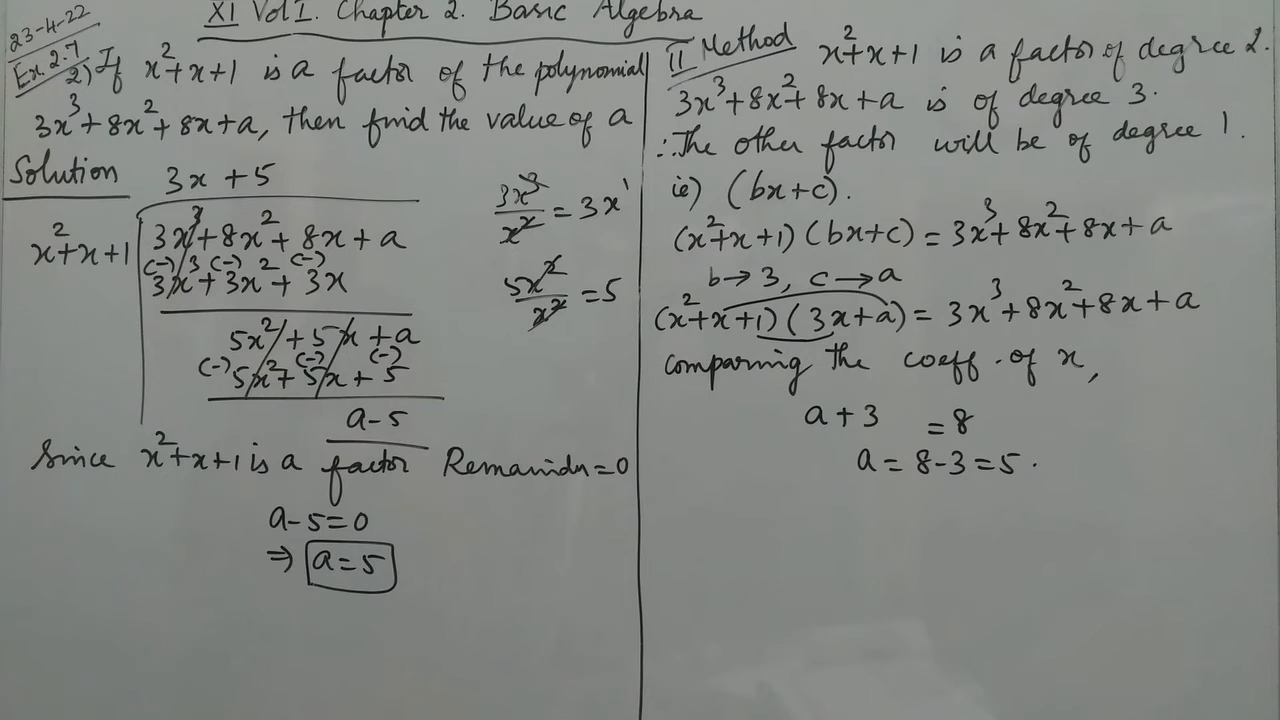 23-4-22
XI Vol I. Chapter 2. Basic Algebra
Ex. 2.7
2) If x²+x+1 is a factor of the polynomial
3x³+8x²+8x+a, then find the value of a
Solution
3x+5
x²+x+1
3x³+8x²+8x+a
(-) (-) (-)
3x³+3x²+3x
5x²+5x+a
(-) (-) (-)
5x²+5x+5
a-5
3x³/x² = 3x¹
5x²/x² = 5
Since x²+x+1 is a factor Remainder=0
a-5=0
⇒ a=5
II Method x²+x+1 is a factor of degree 2.
3x³+8x²+8x+a is of degree 3.
∴The other factor will be of degree 1.
ie) (bx+c).
(x²+x+1)(bx+c)=3x³+8x²+8x+a
b→3, c→a
(x²+x+1)(3x+a)=3x³+8x²+8x+a
comparing the coeff. of x,
a+3 =8
a=8-3=5.